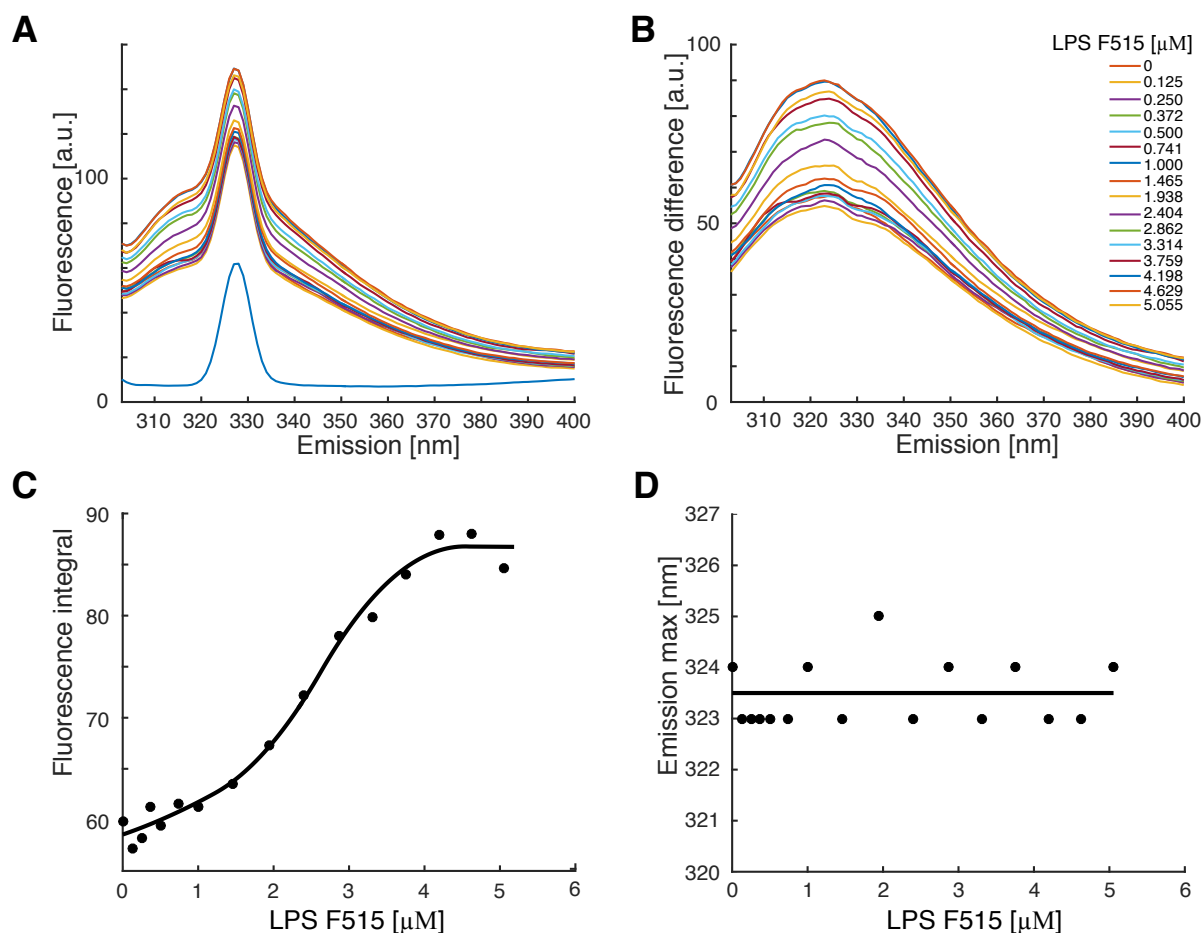 A
Fluorescence [a.u.]
100
0
310 320 330 340 350 360 370 380 390 400
Emission [nm]
B
Fluorescence difference [a.u.]
100
50
0
310 320 330 340 350 360 370 380 390 400
Emission [nm]
LPS F515 [μM]
0
0.125
0.250
0.372
0.500
0.741
1.000
1.465
1.938
2.404
2.862
3.314
3.759
4.198
4.629
5.055
C
Fluorescence integral
90
80
70
60
0 1 2 3 4 5 6
LPS F515 [μM]
D
Emission max [nm]
327
326
325
324
323
322
321
320
0 1 2 3 4 5 6
LPS F515 [μM]